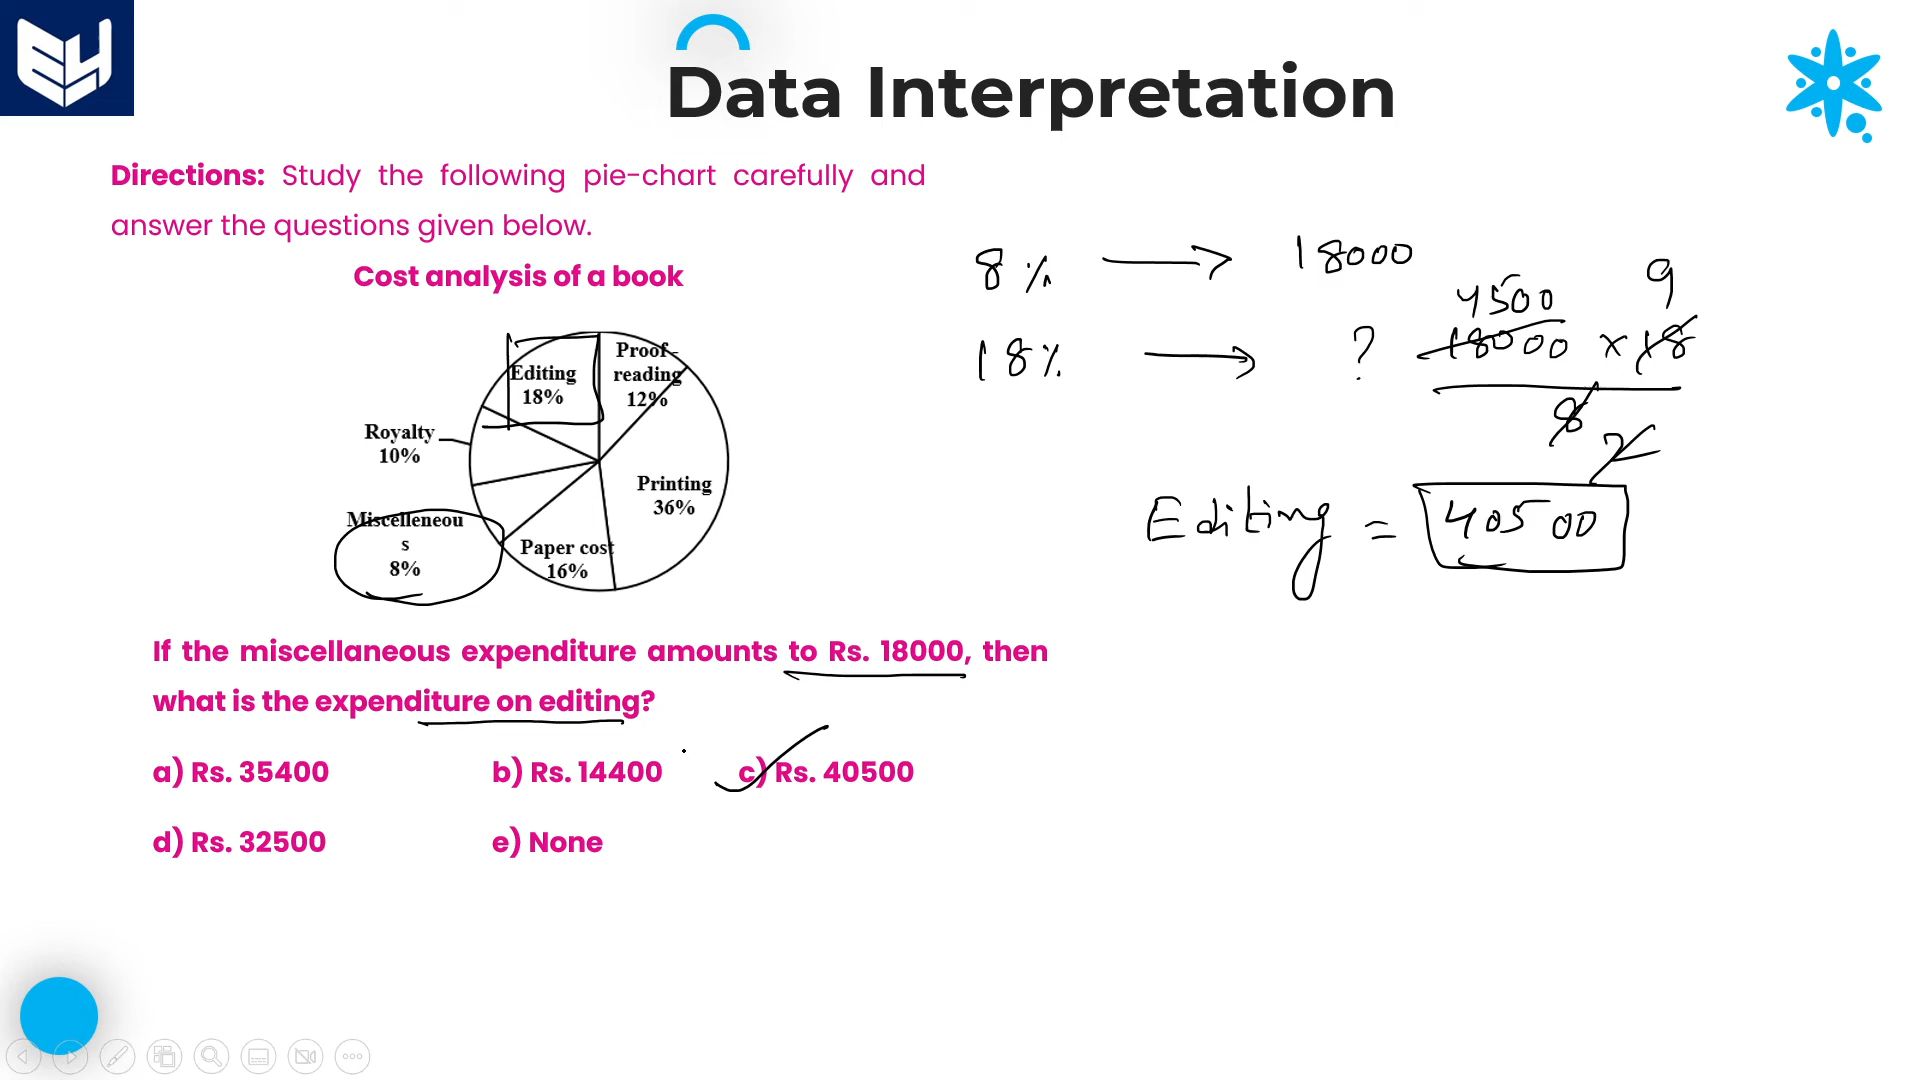 EY
Data Interpretation
Directions: Study the following pie-chart carefully and
answer the questions given below.
Cost analysis of a book
Editing
18%
Proof-
reading
12%
Royalty
10%
Printing
36%
Miscelleneou
s
8%
Paper cost
16%
8% → 18000
18% → ?
4500 9
18000 × 18
8
2
Editing = 40500
If the miscellaneous expenditure amounts to Rs. 18000, then
what is the expenditure on editing?
a) Rs. 35400 b) Rs. 14400 c) Rs. 40500
d) Rs. 32500 e) None